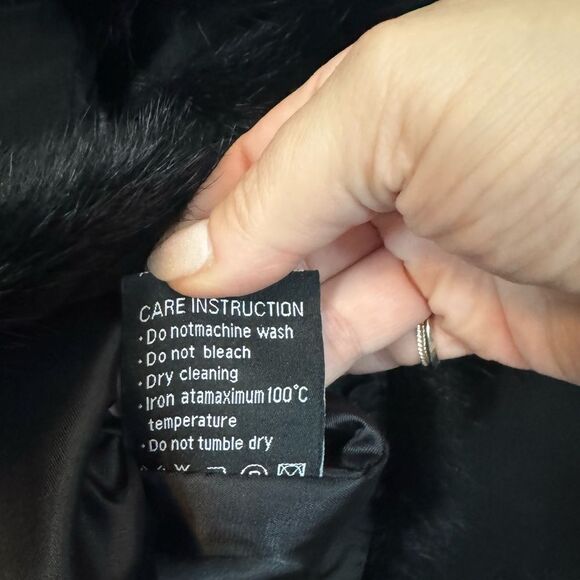 CARE INSTRUCTION
·Do notmachine wash
·Do not bleach
·Dry cleaning
·Iron atamaximum 100°C
temperature
·Do not tumble dry